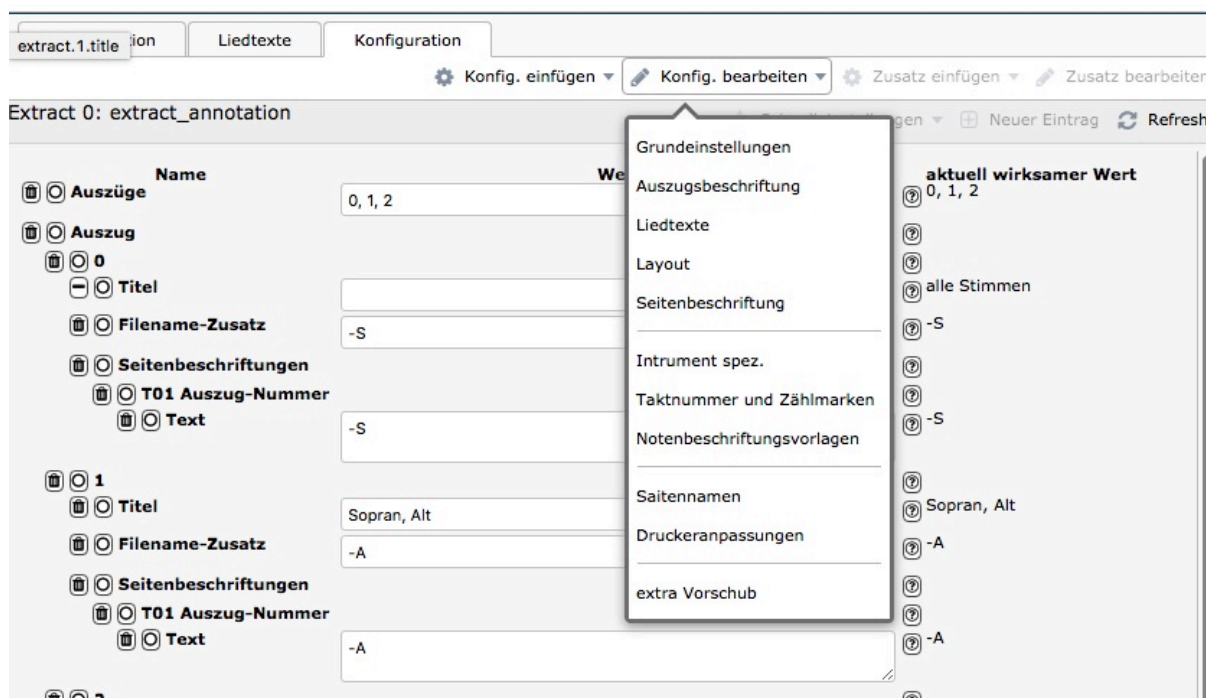 extract.1.title
Liedtexte
Konfiguration
Konfig. einfügen
Konfig. bearbeiten
Zusatz einfügen
Zusatz bearbeiten
Extract 0: extract_annotation
Neuer Eintrag
Refresh
Grundeinstellungen
Auszugsbeschriftung
Liedtexte
Layout
Seitenbeschriftung
Intrument spez.
Taktnummer und Zählmarken
Notenbeschriftungsvorlagen
Saitennamen
Druckeranpassungen
extra Vorschub
Name
aktuell wirksamer Wert
Auszüge
0, 1, 2
0, 1, 2
Auszug
0
Titel
alle Stimmen
Filename-Zusatz
-S
-S
Seitenbeschriftungen
T01 Auszug-Nummer
Text
-S
-S
1
Titel
Sopran, Alt
Sopran, Alt
Filename-Zusatz
-A
-A
Seitenbeschriftungen
T01 Auszug-Nummer
Text
-A
-A